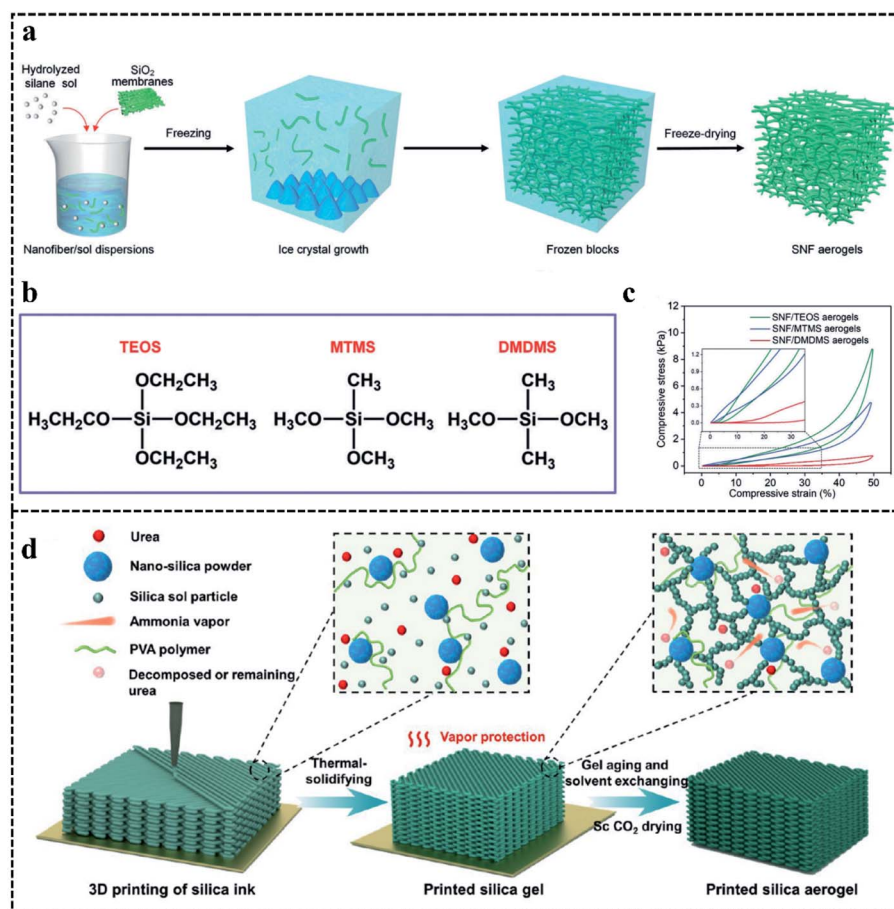 a
Hydrolyzed
silane sol
SiO2
membranes
Freezing
Freeze-drying
Nanofiber/sol dispersions
Ice crystal growth
Frozen blocks
SNF aerogels
b
TEOS
MTMS
DMDMS
OCH2CH3
H3CH2CO—Si—OCH2CH3
OCH2CH3
CH3
H3CO—Si—OCH3
OCH3
CH3
H3CO—Si—OCH3
CH3
c
Compressive stress (kPa)
12
10
8
6
4
2
0
SNF/TEOS aerogels
SNF/MTMS aerogels
SNF/DMDMS aerogels
1.2
0.9
0.6
0.3
0.0
0 10 20 30
0 10 20 30 40 50
Compressive strain (%)
d
Urea
Nano-silica powder
Silica sol particle
Ammonia vapor
PVA polymer
Decomposed or remaining
urea
Thermal-
solidifying
Vapor protection
Gel aging and
solvent exchanging
Sc CO2 drying
3D printing of silica ink
Printed silica gel
Printed silica aerogel